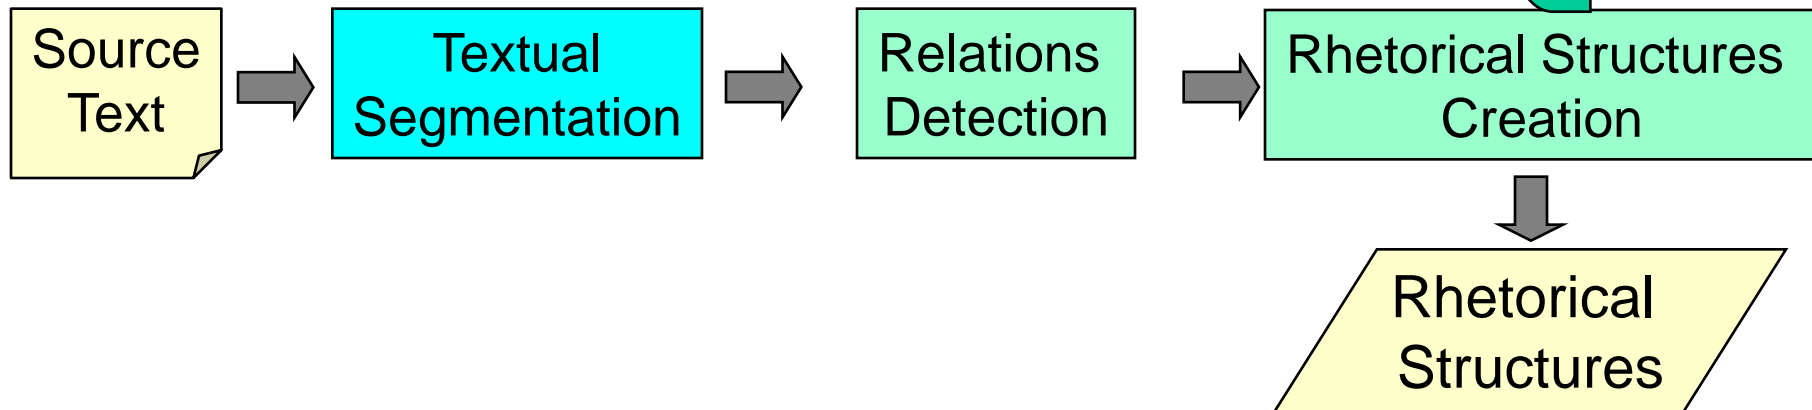 Source
Text
Textual
Segmentation
Relations
Detection
Rhetorical Structures
Creation
Rhetorical
Structures